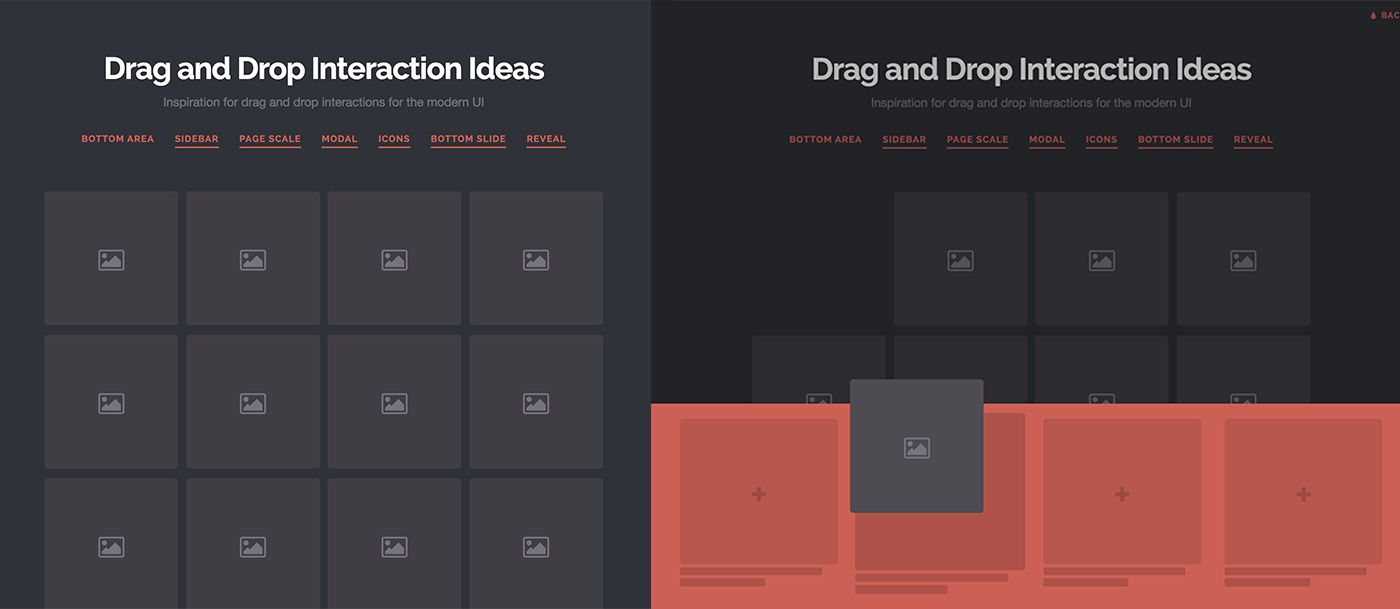 Drag and Drop Interaction Ideas
Inspiration for drag and drop interactions for the modern UI
BOTTOM AREA SIDEBAR PAGE SCALE MODAL ICONS BOTTOM SLIDE REVEAL
BAC
Drag and Drop Interaction Ideas
Inspiration for drag and drop interactions for the modern UI
BOTTOM AREA SIDEBAR PAGE SCALE MODAL ICONS BOTTOM SLIDE REVEAL